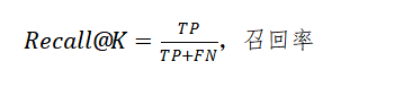 Recall@K = TP / TP+FN, 召回率